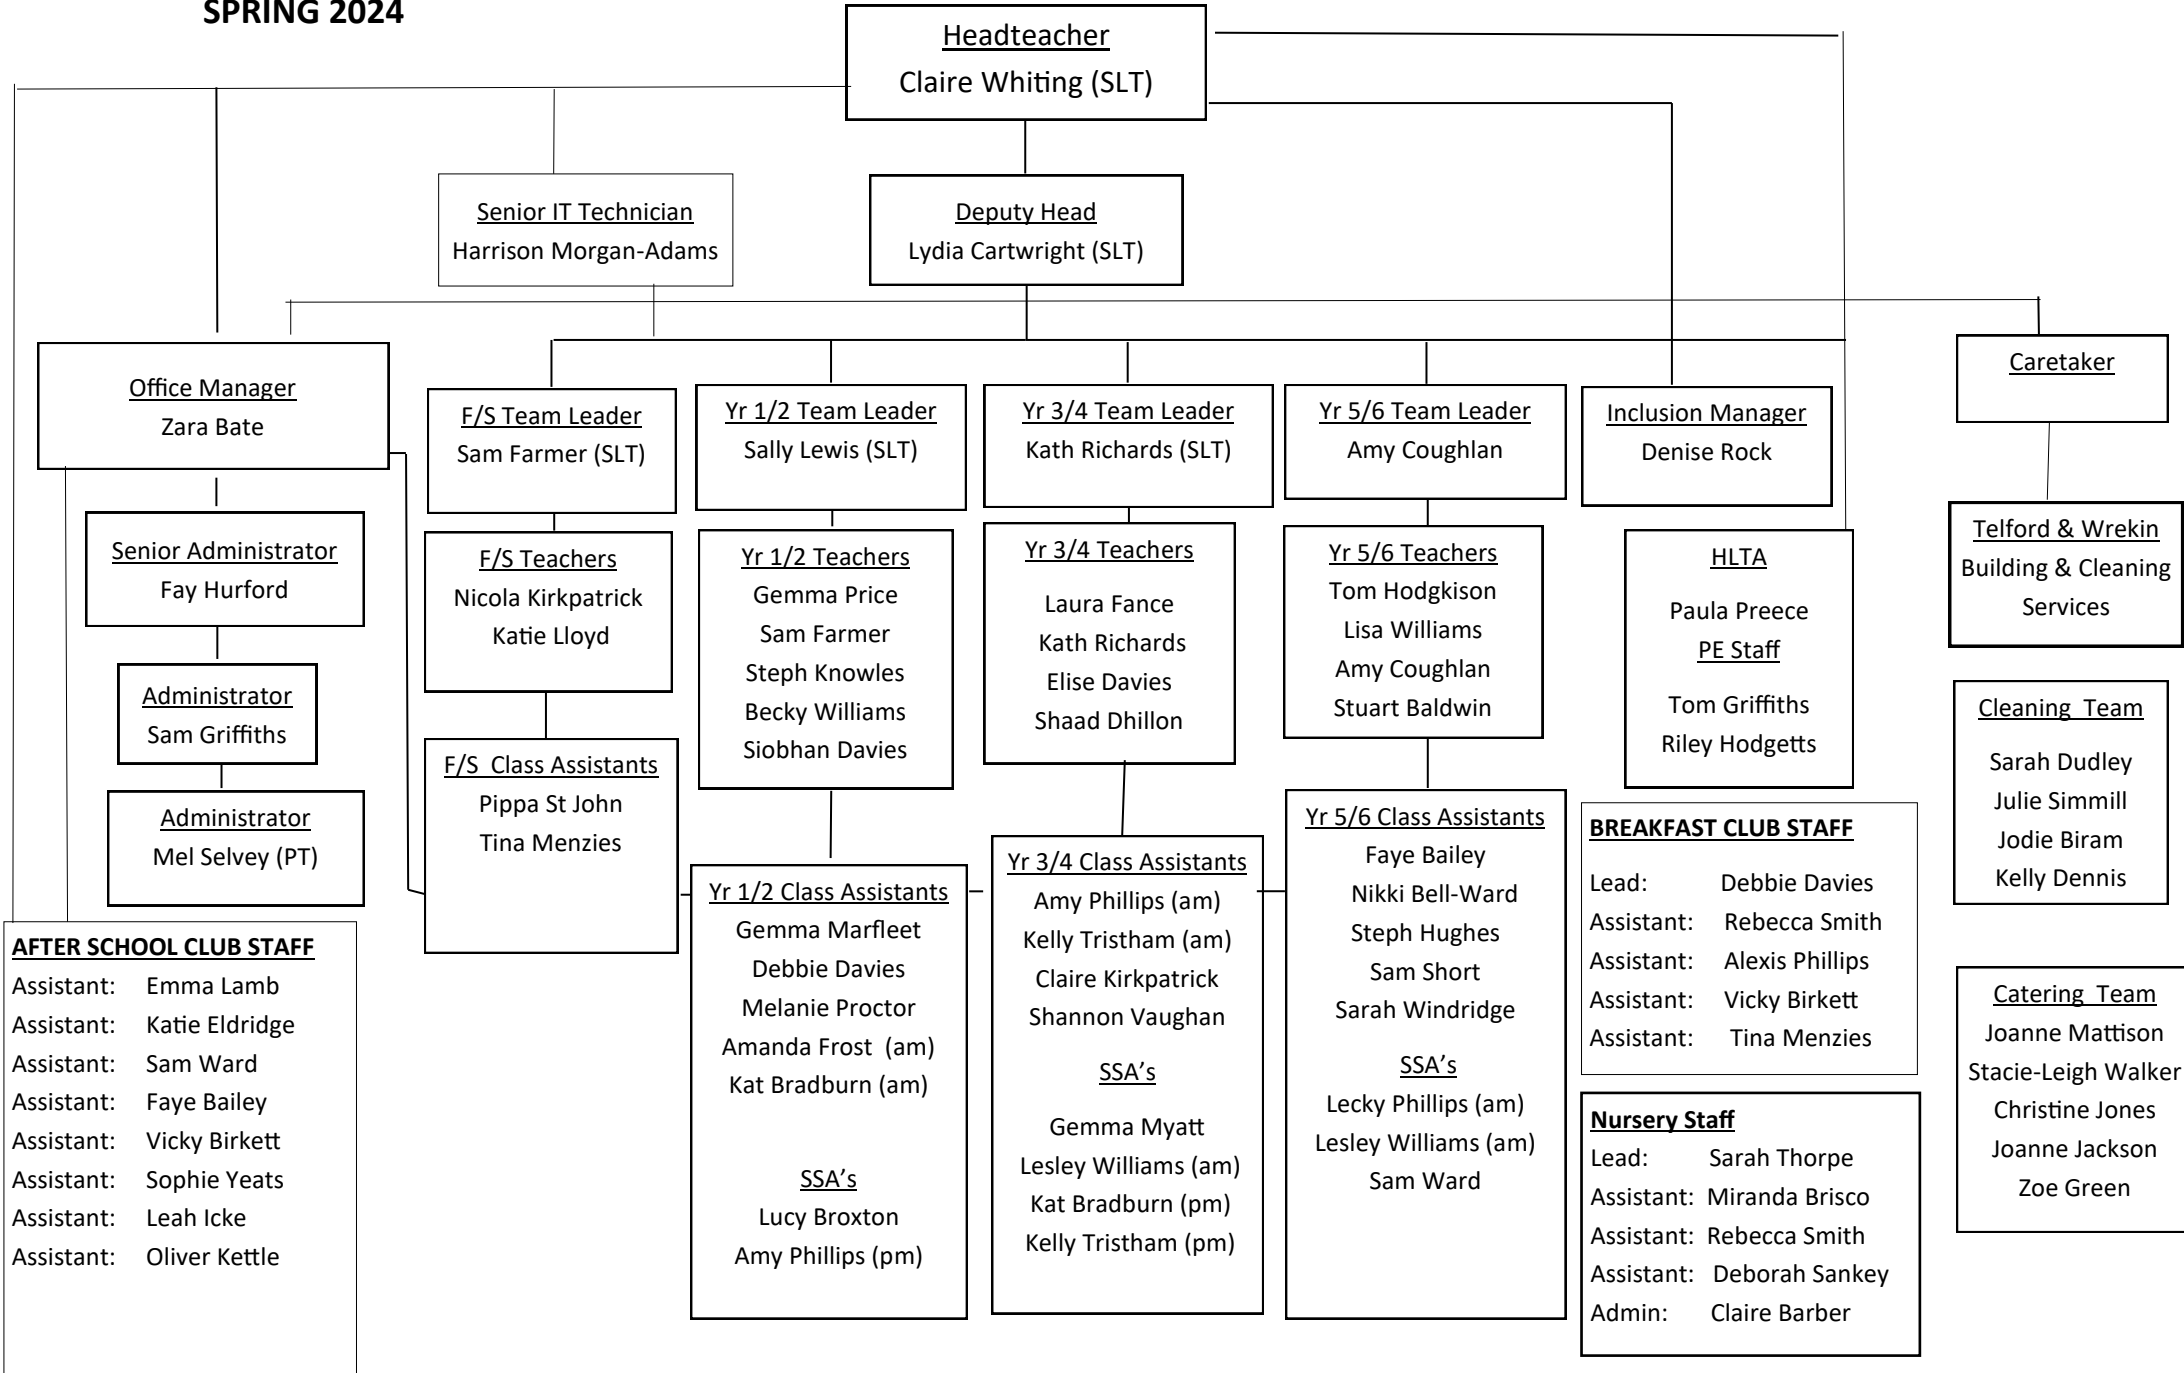 SPRING 2024
Headteacher
Claire Whiting (SLT)
Senior IT Technician
Harrison Morgan-Adams
Deputy Head
Lydia Cartwright (SLT)
Office Manager
Zara Bate
F/S Team Leader
Sam Farmer (SLT)
Yr 1/2 Team Leader
Sally Lewis (SLT)
Yr 3/4 Team Leader
Kath Richards (SLT)
Yr 5/6 Team Leader
Amy Coughlan
Inclusion Manager
Denise Rock
Caretaker
Senior Administrator
Fay Hurford
Administrator
Sam Griffiths
Administrator
Mel Selvey (PT)
AFTER SCHOOL CLUB STAFF
Assistant: Emma Lamb
Assistant: Katie Eldridge
Assistant: Sam Ward
Assistant: Faye Bailey
Assistant: Vicky Birkett
Assistant: Sophie Yeats
Assistant: Leah Icke
Assistant: Oliver Kettle
F/S Teachers
Nicola Kirkpatrick
Katie Lloyd
F/S Class Assistants
Pippa St John
Tina Menzies
Yr 1/2 Teachers
Gemma Price
Sam Farmer
Steph Knowles
Becky Williams
Siobhan Davies
Yr 1/2 Class Assistants
Gemma Marfleet
Debbie Davies
Melanie Proctor
Amanda Frost (am)
Kat Bradburn (am)
SSA's
Lucy Broxton
Amy Phillips (pm)
Yr 3/4 Teachers
Laura Fance
Kath Richards
Elise Davies
Shaad Dhillon
Yr 3/4 Class Assistants
Amy Phillips (am)
Kelly Tristham (am)
Claire Kirkpatrick
Shannon Vaughan
SSA's
Gemma Myatt
Lesley Williams (am)
Kat Bradburn (pm)
Kelly Tristham (pm)
Yr 5/6 Teachers
Tom Hodgkison
Lisa Williams
Amy Coughlan
Stuart Baldwin
Yr 5/6 Class Assistants
Faye Bailey
Nikki Bell-Ward
Steph Hughes
Sam Short
Sarah Windridge
SSA's
Lecky Phillips (am)
Lesley Williams (am)
Sam Ward
HLTA
Paula Preece
PE Staff
Tom Griffiths
Riley Hodgetts
BREAKFAST CLUB STAFF
Lead: Debbie Davies
Assistant: Rebecca Smith
Assistant: Alexis Phillips
Assistant: Vicky Birkett
Assistant: Tina Menzies
Nursery Staff
Lead: Sarah Thorpe
Assistant: Miranda Brisco
Assistant: Rebecca Smith
Assistant: Deborah Sankey
Admin: Claire Barber
Telford & Wrekin
Building & Cleaning
Services
Cleaning Team
Sarah Dudley
Julie Simmill
Jodie Biram
Kelly Dennis
Catering Team
Joanne Mattison
Stacie-Leigh Walker
Christine Jones
Joanne Jackson
Zoe Green